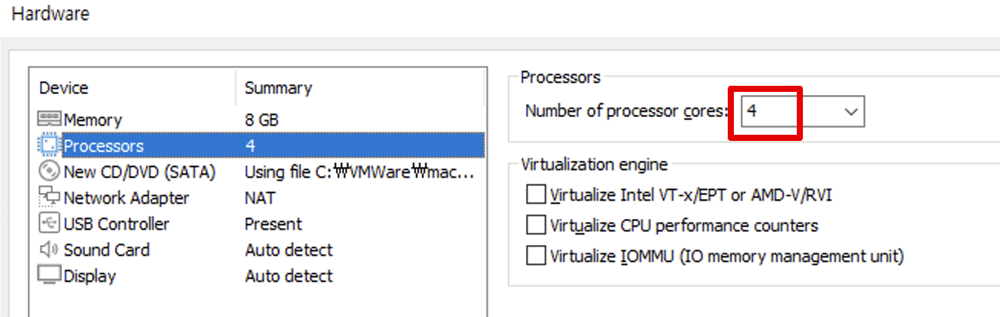 Hardware
Device Summary
Memory 8 GB
Processors 4
New CD/DVD (SATA) Using file C:₩VMWare₩mac...
Network Adapter NAT
USB Controller Present
Sound Card Auto detect
Display Auto detect
Processors
Number of processor cores: 4
Virtualization engine
Virtualize Intel VT-x/EPT or AMD-V/RVI
Virtualize CPU performance counters
Virtualize IOMMU (IO memory management unit)